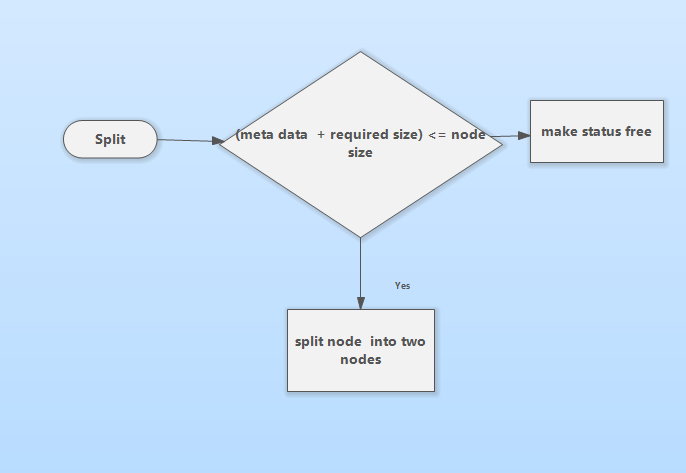 Split
(meta data  + required size) <= node
size
make status free
Yes
split node  into two
nodes